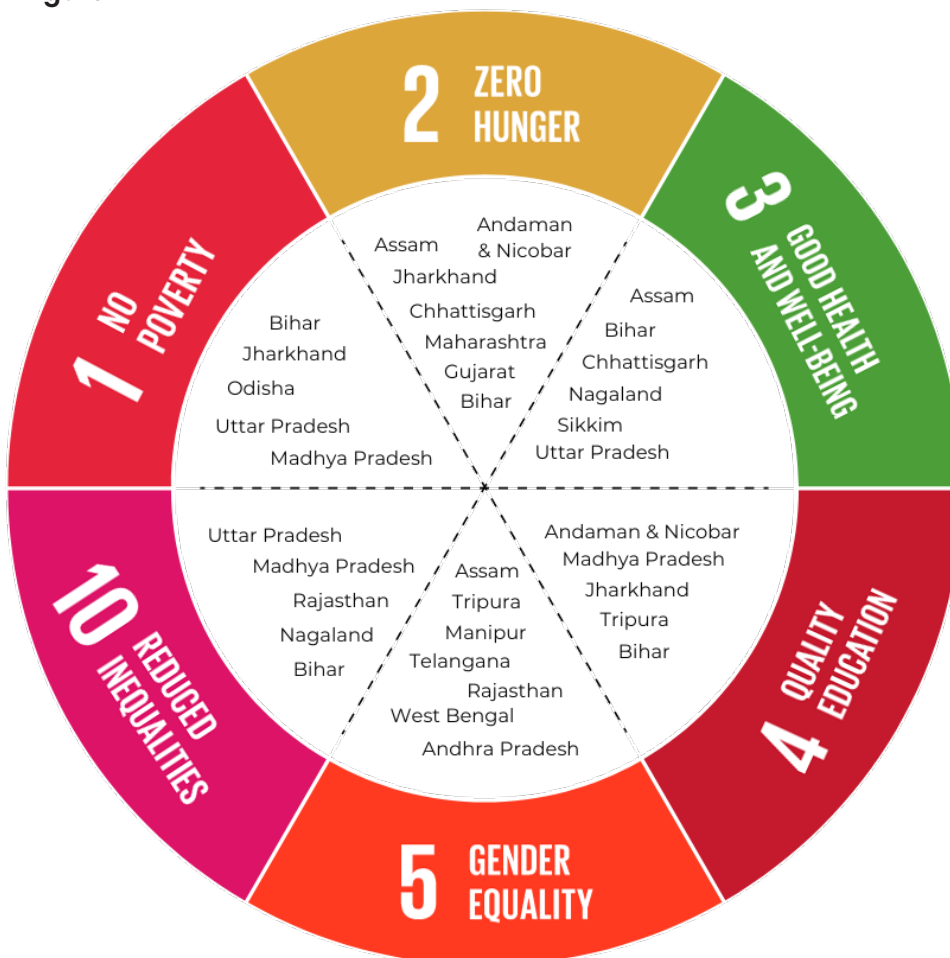 2 ZERO
HUNGER
3 GOOD HEALTH
AND WELL-BEING
1 NO
POVERTY
Assam
Andaman
& Nicobar
Jharkhand
Chhattisgarh
Maharashtra
Gujarat
Bihar
Assam
Bihar
Chhattisgarh
Nagaland
Sikkim
Uttar Pradesh
Bihar
Jharkhand
Odisha
Uttar Pradesh
Madhya Pradesh
Uttar Pradesh
Madhya Pradesh
Rajasthan
Nagaland
Bihar
Assam
Tripura
Manipur
Telangana
Rajasthan
West Bengal
Andhra Pradesh
Andaman & Nicobar
Madhya Pradesh
Jharkhand
Tripura
Bihar
10 REDUCED
INEQUALITIES
4 QUALITY
EDUCATION
5 GENDER
EQUALITY